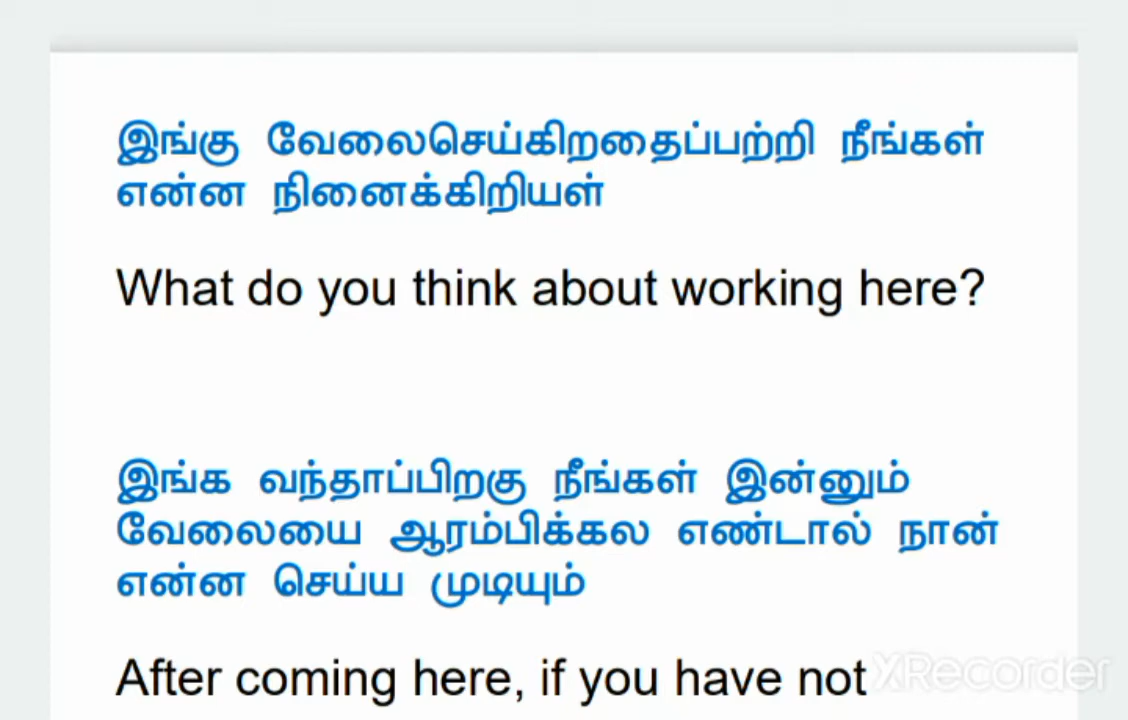 இங்கு வேலைசெய்கிறதைப்பற்றி நீங்கள்
என்ன நினைக்கிறியள்
What do you think about working here?
இங்க வந்தாப்பிறகு நீங்கள் இன்னும்
வேலையை ஆரம்பிக்கல எண்டால் நான்
என்ன செய்ய முடியும்
After coming here, if you have not
XRecorder